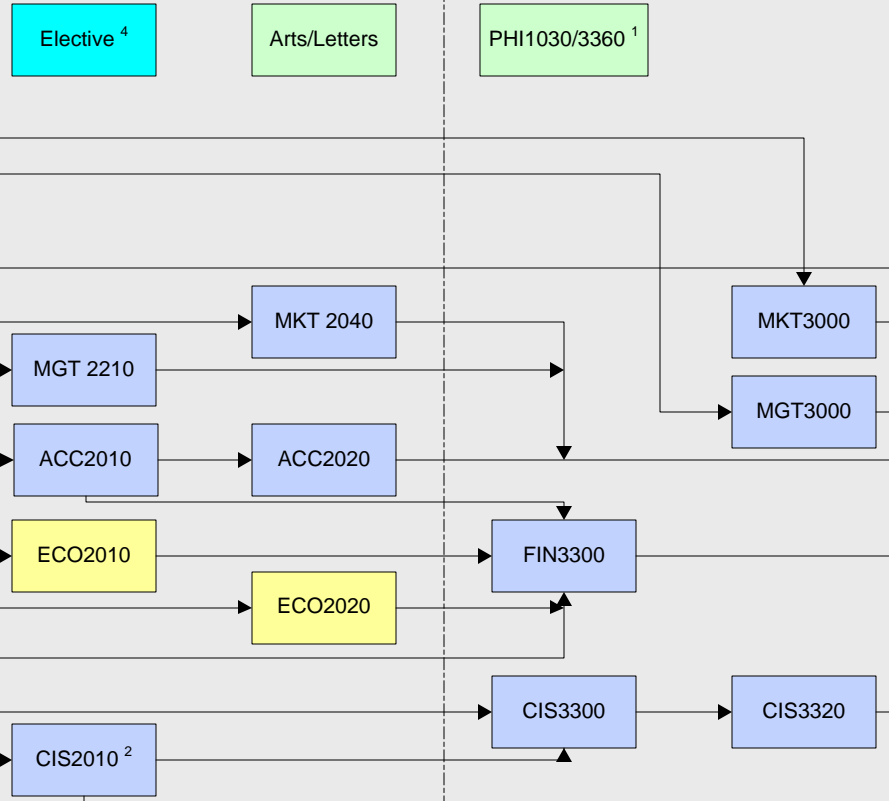 Elective 4
Arts/Letters
PHI1030/3360 1
MKT 2040
MKT3000
MGT 2210
MGT3000
ACC2010
ACC2020
ECO2010
FIN3300
ECO2020
CIS3300
CIS3320
CIS2010 2